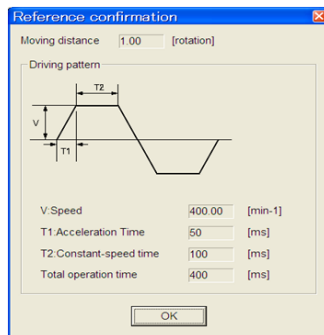 Reference confirmation
Moving distance 1.00 [rotation]
Driving pattern
T2
V
T1
V:Speed 400.00 [min-1]
T1:Acceleration Time 50 [ms]
T2:Constant-speed time 100 [ms]
Total operation time 400 [ms]
OK